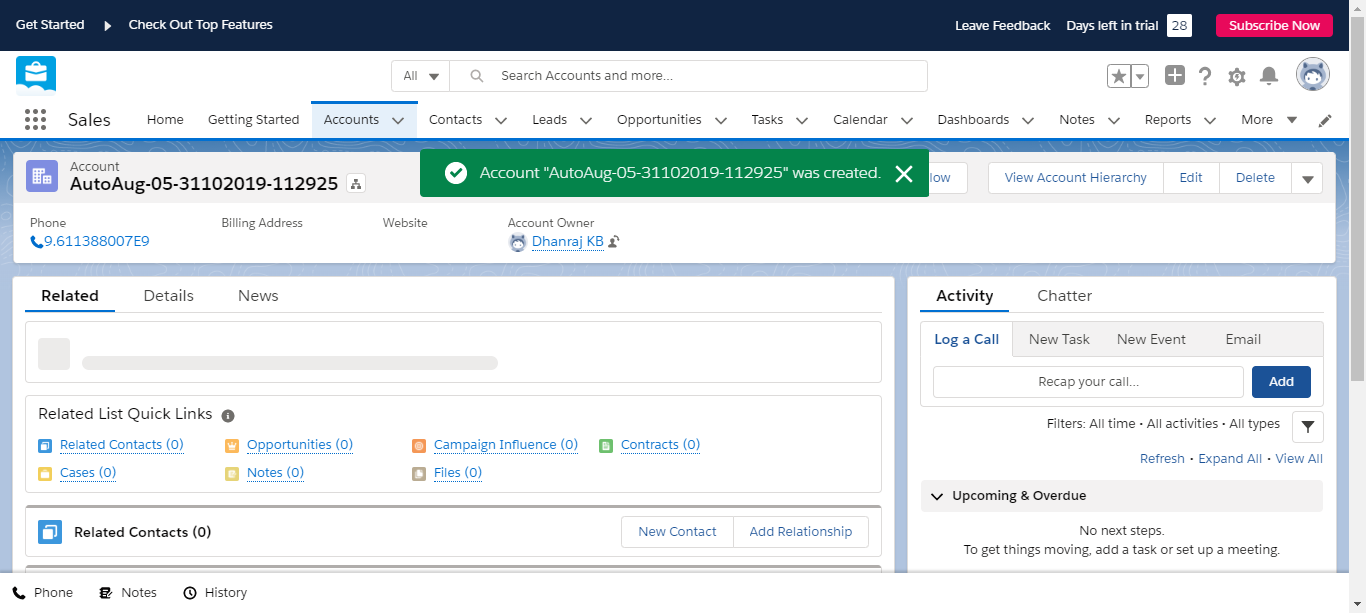 Get Started Check Out Top Features Leave Feedback Days left in trial 28 Subscribe Now
All Search Accounts and more...
Sales Home Getting Started Accounts Contacts Leads Opportunities Tasks Calendar Dashboards Notes Reports More
Account
AutoAug-05-31102019-112925
Account "AutoAug-05-31102019-112925" was created.
View Account Hierarchy Edit Delete
Phone Billing Address Website Account Owner
9.611388007E9 Dhanraj KB
Related Details News
Related List Quick Links
Related Contacts (0) Opportunities (0) Campaign Influence (0) Contracts (0)
Cases (0) Notes (0) Files (0)
Related Contacts (0) New Contact Add Relationship
Activity Chatter
Log a Call New Task New Event Email
Recap your call... Add
Filters: All time • All activities • All types
Refresh • Expand All • View All
Upcoming & Overdue
No next steps.
To get things moving, add a task or set up a meeting.
Phone Notes History